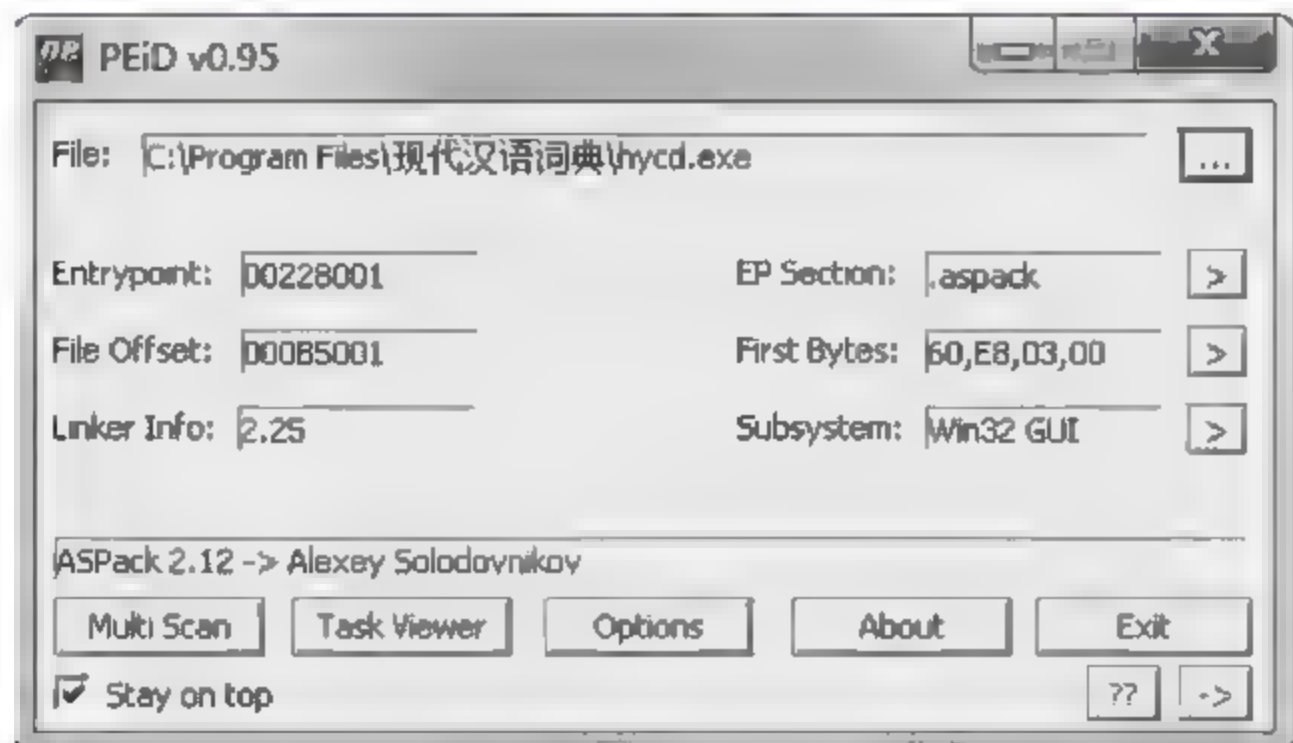 PE PEiD v0.95
File: C:\Program Files\现代汉语词典\hycd.exe ...
Entrypoint: 00228001 EP Section: .aspack >
File Offset: 000B5001 First Bytes: 60,E8,03,00 >
Linker Info: 2.25 Subsystem: Win32 GUI >
ASPack 2.12 -> Alexey Solodovnikov
Multi Scan Task Viewer Options About Exit
Stay on top ?? ->